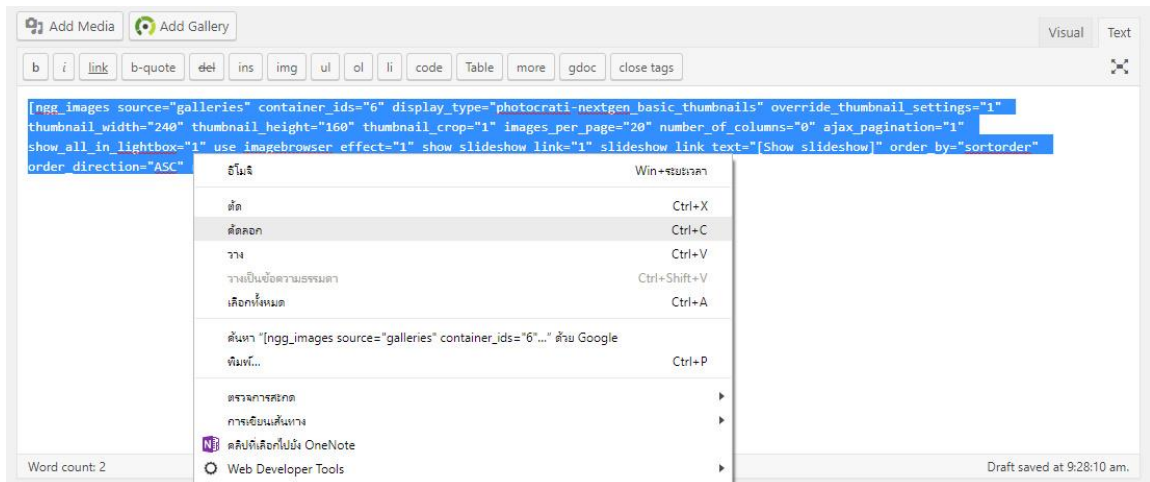 Add Media Add Gallery
Visual Text
b i link b-quote del ins img ul ol li code Table more gdoc close tags
[ngg_images source="galleries" container_ids="6" display_type="photocrati-nextgen_basic_thumbnails" override_thumbnail_settings="1"
thumbnail_width="240" thumbnail_height="160" thumbnail_crop="1" images_per_page="20" number_of_columns="0" ajax_pagination="1"
show_all_in_lightbox="1" use_imagebrowser_effect="1" show_slideshow_link="1" slideshow_link_text="[Show slideshow]" order_by="sortorder"
order_direction="ASC"
อีโมจิ Win+ระยะเวลา
ตัด Ctrl+X
คัดลอก Ctrl+C
วาง Ctrl+V
วางเป็นข้อความธรรมดา Ctrl+Shift+V
เลือกทั้งหมด Ctrl+A
ค้นหา “[ngg_images source="galleries" container_ids="6"...” ด้วย Google
พิมพ์... Ctrl+P
ตรวจการสะกด
การเขียนเส้นทาง
คลิปที่เลือกไปยัง OneNote
Web Developer Tools
Word count: 2 Draft saved at 9:28:10 am.